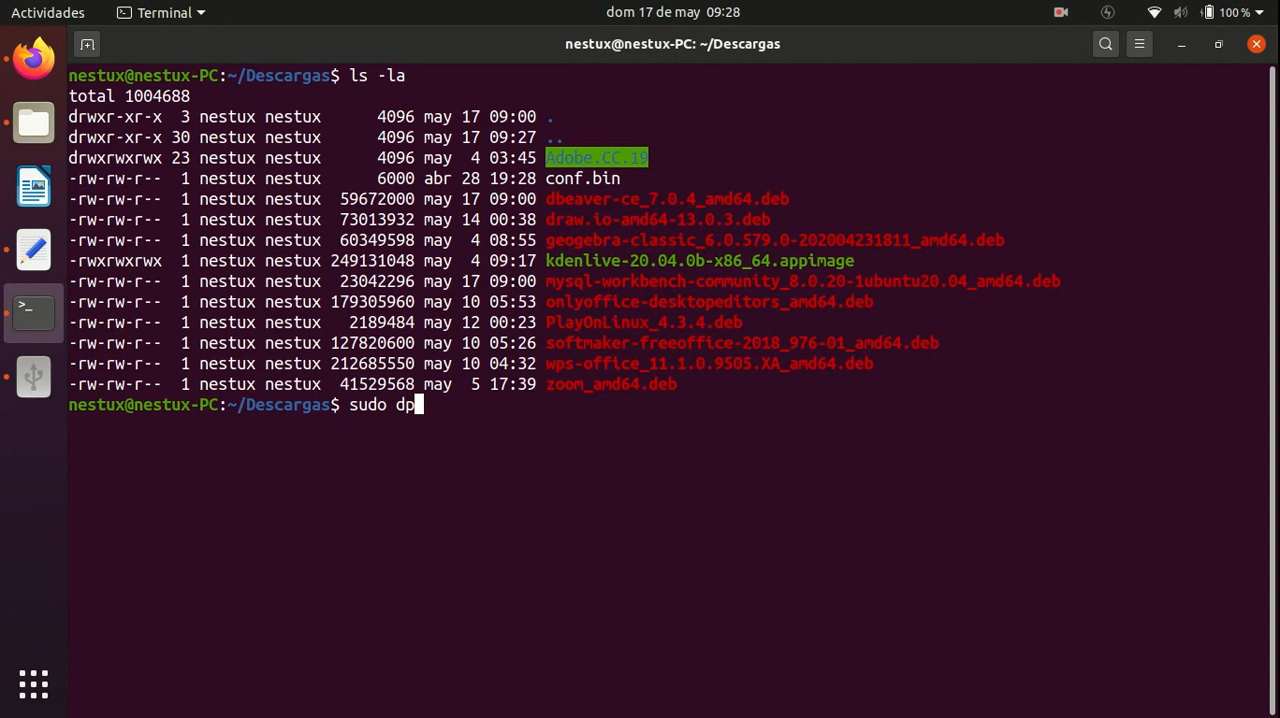 Actividades Terminal dom 17 de may 09:28 100 %
nestux@nestux-PC: ~/Descargas
nestux@nestux-PC:~/Descargas$ ls -la
total 1004688
drwxr-xr-x 3 nestux nestux 4096 may 17 09:00 .
drwxr-xr-x 30 nestux nestux 4096 may 17 09:27 ..
drwxrwxrwx 23 nestux nestux 4096 may 4 03:45 Adobe.CC.19
-rw-rw-r-- 1 nestux nestux 6000 abr 28 19:28 conf.bin
-rw-rw-r-- 1 nestux nestux 59672000 may 17 09:00 dbeaver-ce_7.0.4_amd64.deb
-rw-rw-r-- 1 nestux nestux 73013932 may 14 00:38 draw.io-amd64-13.0.3.deb
-rw-rw-r-- 1 nestux nestux 60349598 may 4 08:55 geogebra-classic_6.0.579.0-202004231811_amd64.deb
-rwxrwxrwx 1 nestux nestux 249131048 may 4 09:17 kdenlive-20.04.0b-x86_64.appimage
-rw-rw-r-- 1 nestux nestux 23042296 may 17 09:00 mysql-workbench-community_8.0.20-1ubuntu20.04_amd64.deb
-rw-rw-r-- 1 nestux nestux 179305960 may 10 05:53 onlyoffice-desktopeditors_amd64.deb
-rw-rw-r-- 1 nestux nestux 2189484 may 12 00:23 PlayOnLinux_4.3.4.deb
-rw-rw-r-- 1 nestux nestux 127820600 may 10 05:26 softmaker-freeoffice-2018_976-01_amd64.deb
-rw-rw-r-- 1 nestux nestux 212685550 may 10 04:32 wps-office_11.1.0.9505.XA_amd64.deb
-rw-rw-r-- 1 nestux nestux 41529568 may 5 17:39 zoom_amd64.deb
nestux@nestux-PC:~/Descargas$ sudo dp